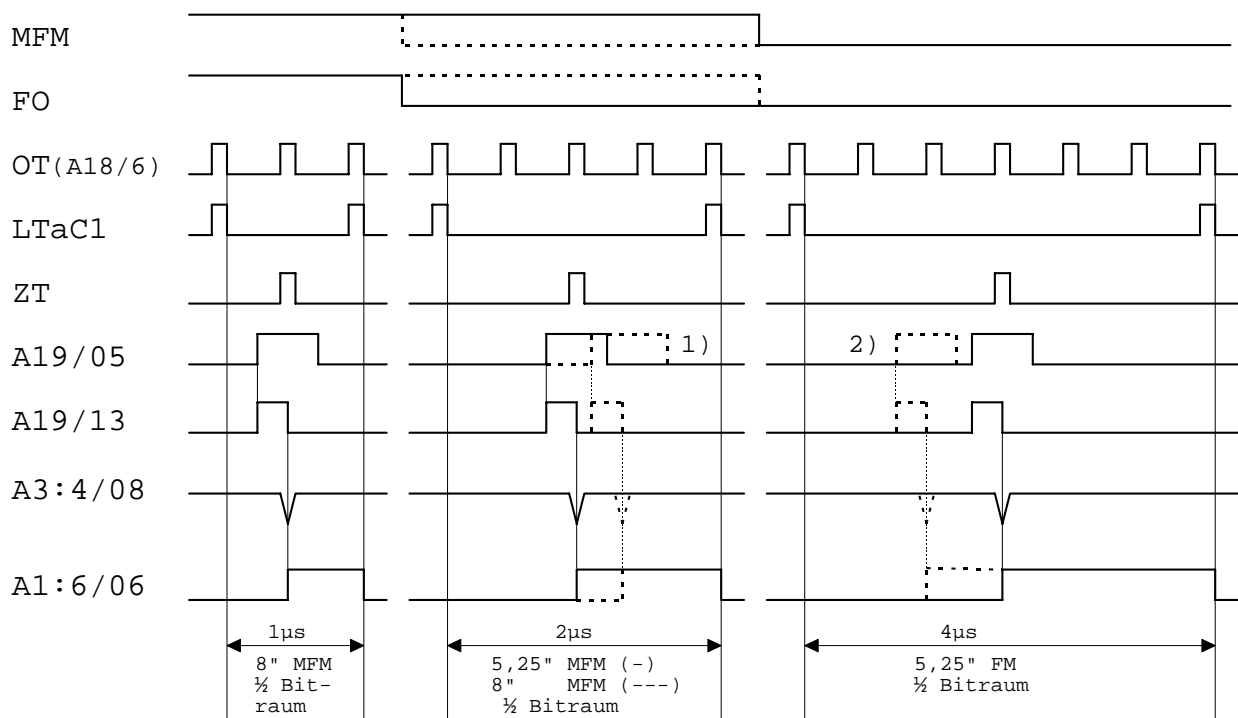 MFM
FO
OT(A18/6)
LTaC1
ZT
A19/05
1)
2)
A19/13
A3:4/08
A1:6/06
1µs
2µs
4µs
8" MFM
½ Bit-
raum
5,25" MFM (-)
8" MFM (---)
½ Bitraum
5,25" FM
½ Bitraum